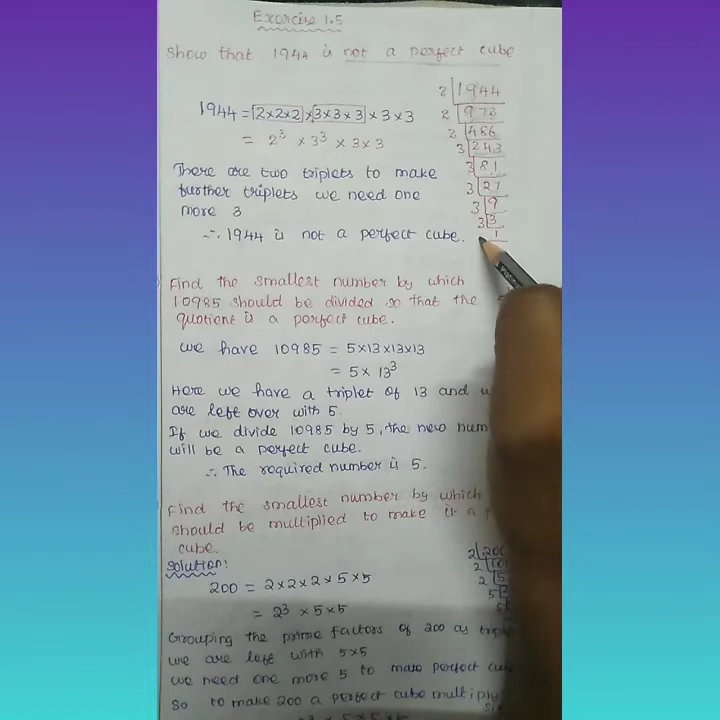 Exercise 1.5
Show that 1944 is not a perfect cube
1944 = 2×2×2 × 3×3×3 × 3×3
= 2³ × 3³ × 3×3
There are two triplets to make
further triplets we need one
more 3
∴ 1944 is not a perfect cube.
2 | 1944
2 | 972
2 | 486
3 | 243
3 | 81
3 | 27
3 | 9
3 | 3
1
Find the smallest number by which
10985 should be divided so that the
quotient is a perfect cube.
we have 10985 = 5×13×13×13
= 5 × 13³
Here we have a triplet of 13 and
are left over with 5.
If we divide 10985 by 5, the new
will be a perfect cube.
∴ The required number is 5.
Find the smallest number by which
should be multiplied to make it a
cube.
Solution:
200 = 2×2×2×5×5
= 2³ × 5×5
2 | 200
2
2
5
Grouping the prime factors of 200 as
we are left with 5×5
we need one more 5 to make perfect
So to make 200 a perfect cube multiply